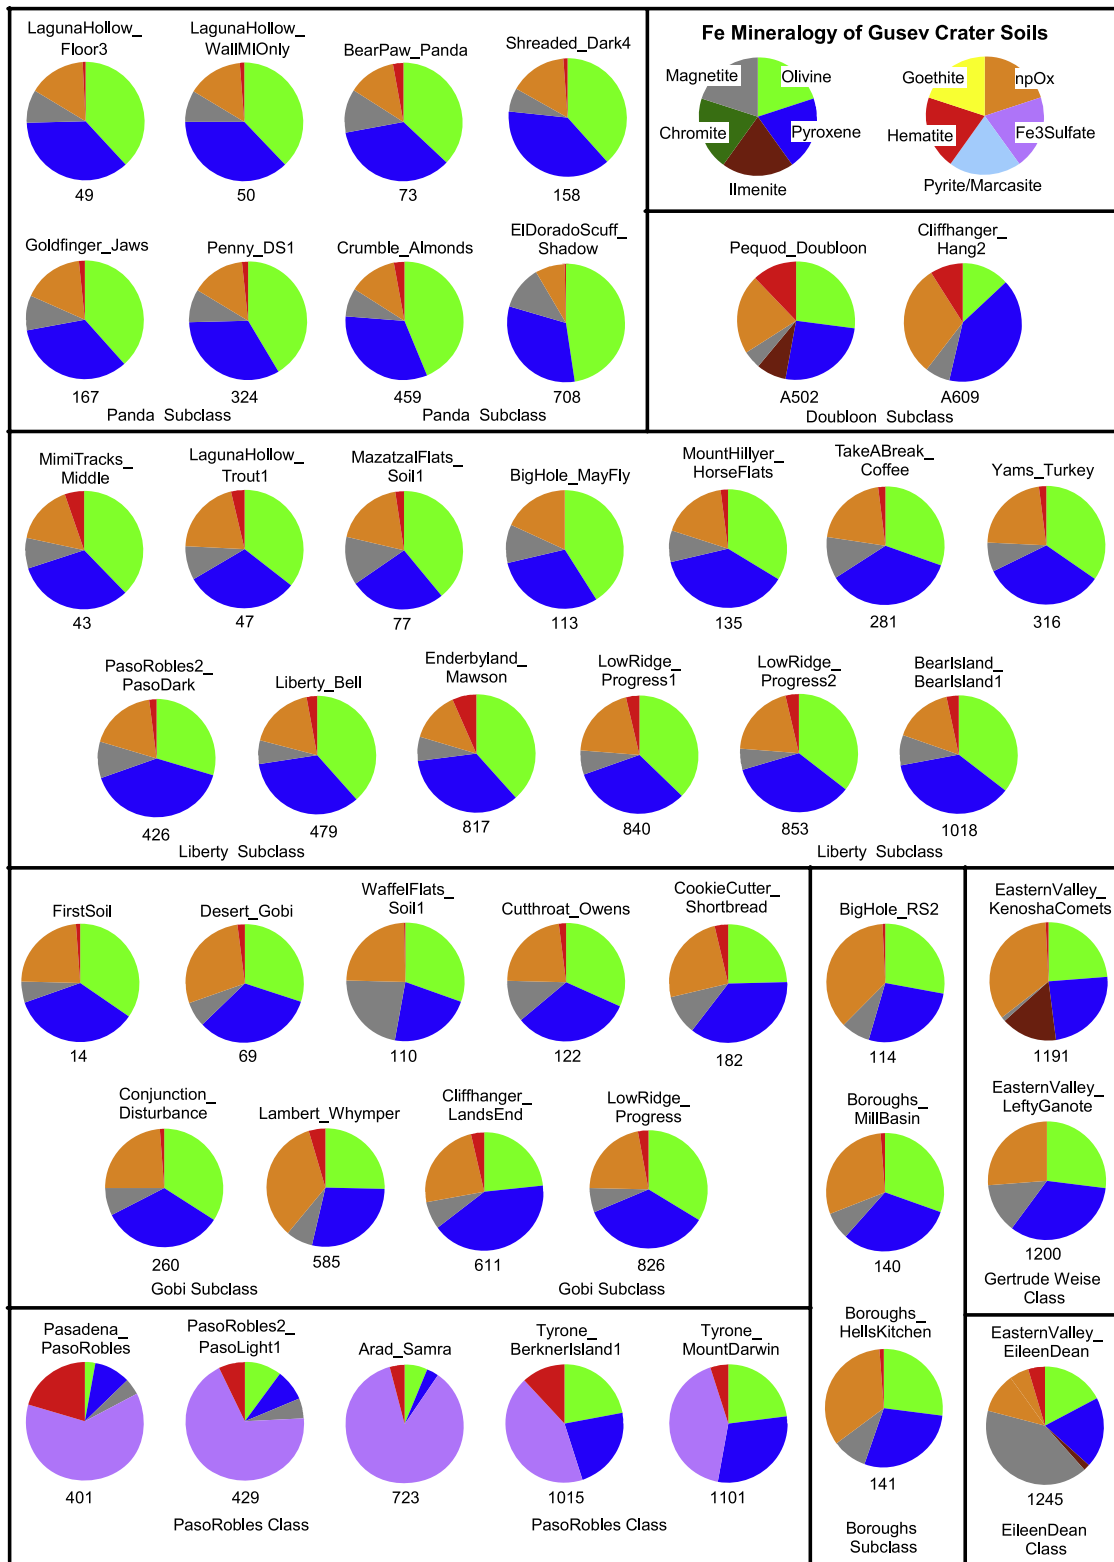 LagunaHollow_
Floor3
49
LagunaHollow_
WallMIOnly
50
BearPaw_Panda
73
Shreaded_Dark4
158
Goldfinger_Jaws
167
Penny_DS1
324
Crumble_Almonds
459
ElDoradoScuff_
Shadow
708
Panda Subclass
Panda Subclass
Fe Mineralogy of Gusev Crater Soils
Magnetite
Olivine
Chromite
Pyroxene
Ilmenite
Goethite
npOx
Hematite
Fe3Sulfate
Pyrite/Marcasite
Pequod_Doubloon
A502
Cliffhanger_
Hang2
A609
Doubloon Subclass
MimiTracks_
Middle
43
LagunaHollow_
Trout1
47
MazatzalFlats_
Soil1
77
BigHole_MayFly
113
MountHillyer_
HorseFlats
135
TakeABreak_
Coffee
281
Yams_Turkey
316
PasoRobles2_
PasoDark
426
Liberty_Bell
479
Enderbyland_
Mawson
817
LowRidge_
Progress1
840
LowRidge_
Progress2
853
BearIsland_
BearIsland1
1018
Liberty Subclass
Liberty Subclass
FirstSoil
14
Desert_Gobi
69
WaffelFlats_
Soil1
110
Cutthroat_Owens
122
CookieCutter_
Shortbread
182
Conjunction_
Disturbance
260
Lambert_Whymper
585
Cliffhanger_
LandsEnd
611
LowRidge_
Progress
826
Gobi Subclass
Gobi Subclass
BigHole_RS2
114
Boroughs_
MillBasin
140
Boroughs_
HellsKitchen
141
Boroughs
Subclass
EasternValley_
KenoshaComets
1191
EasternValley_
LeftyGanote
1200
Gertrude Weise
Class
Pasadena_
PasoRobles
401
PasoRobles2_
PasoLight1
429
Arad_Samra
723
Tyrone_
BerknerIsland1
1015
Tyrone_
MountDarwin
1101
PasoRobles Class
PasoRobles Class
EasternValley_
EileenDean
1245
EileenDean
Class